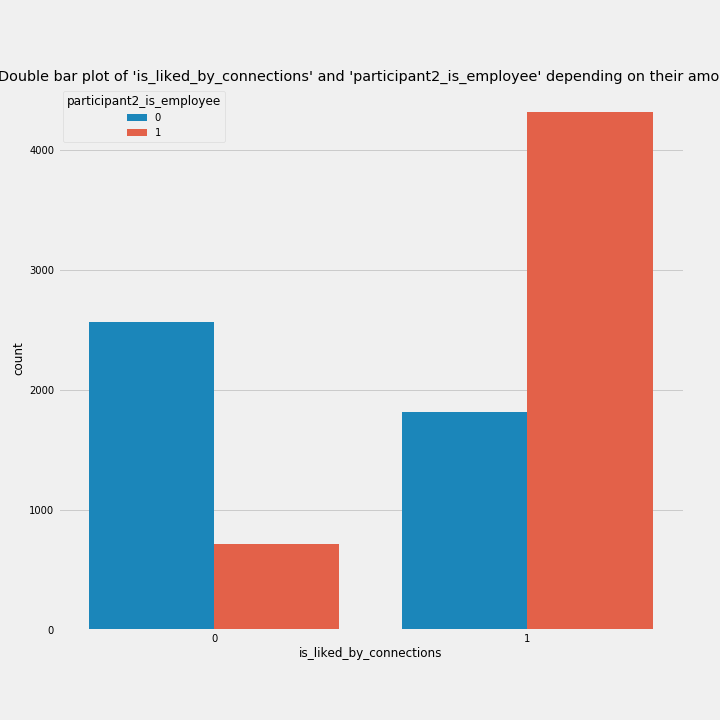 Double bar plot of 'is_liked_by_connections' and 'participant2_is_employee' depending on their amo
participant2_is_employee
0
1
4000
3000
2000
1000
0
count
0 1
is_liked_by_connections